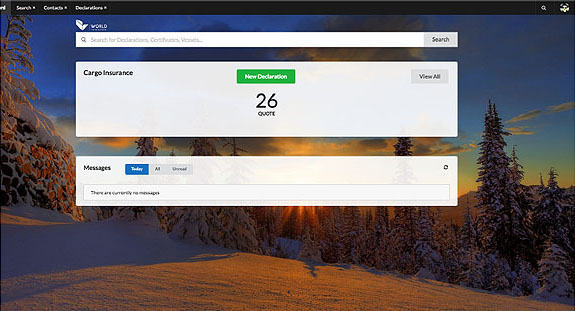 Search
Contacts
Declarations
WORLD
Search for Declarations, Certificates, Vessels...
Search
Cargo Insurance
New Declaration
View All
26
QUOTE
Messages
Today
All
Unread
There are currently no messages